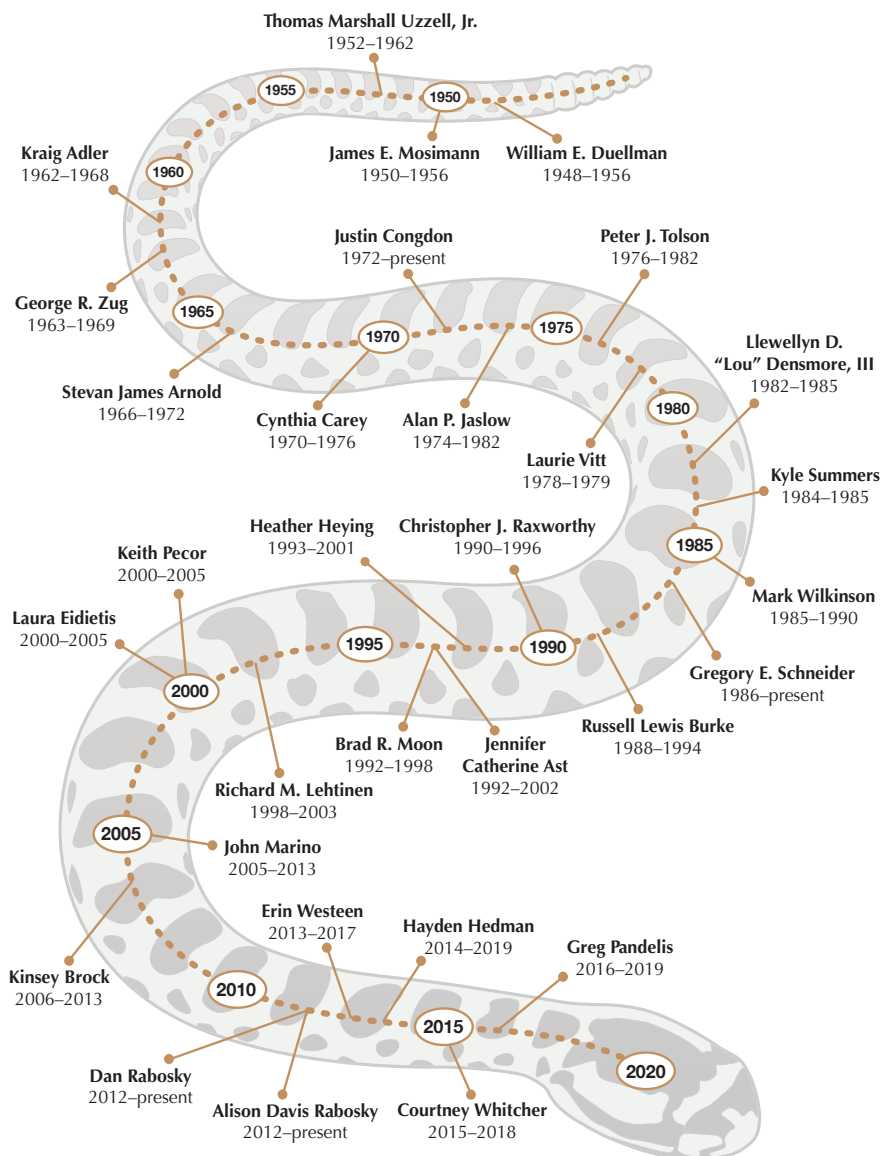 Thomas Marshall Uzzell, Jr.
1952–1962
1955
1950
James E. Mosimann
1950–1956
William E. Duellman
1948–1956
Kraig Adler
1962–1968
1960
George R. Zug
1963–1969
1965
Justin Congdon
1972–present
Peter J. Tolson
1976–1982
1970
1975
Stevan James Arnold
1966–1972
Cynthia Carey
1970–1976
Alan P. Jaslow
1974–1982
Laurie Vitt
1978–1979
Llewellyn D.
“Lou” Densmore, III
1982–1985
1980
Kyle Summers
1984–1985
1985
Mark Wilkinson
1985–1990
Gregory E. Schneider
1986–present
Russell Lewis Burke
1988–1994
Christopher J. Raxworthy
1990–1996
1990
Heather Heying
1993–2001
1995
Jennifer
Catherine Ast
1992–2002
Brad R. Moon
1992–1998
Richard M. Lehtinen
1998–2003
Keith Pecor
2000–2005
Laura Eidietis
2000–2005
2000
2005
John Marino
2005–2013
Kinsey Brock
2006–2013
2010
Erin Westeen
2013–2017
Hayden Hedman
2014–2019
Greg Pandelis
2016–2019
2015
2020
Dan Rabosky
2012–present
Alison Davis Rabosky
2012–present
Courtney Whitcher
2015–2018